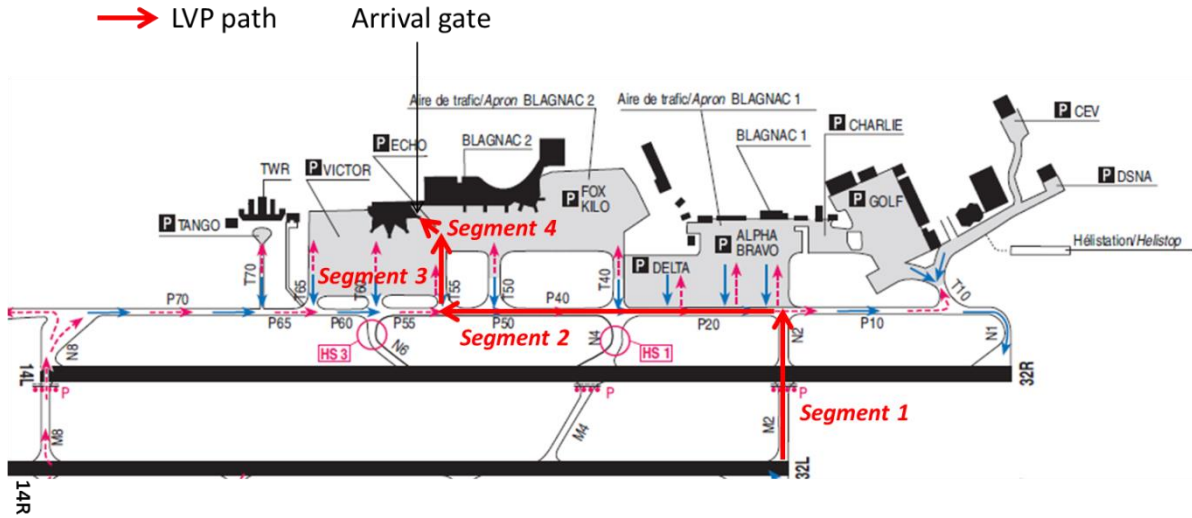 LVP path
Arrival gate
Aire de trafic/Apron BLAGNAC 2
Aire de trafic/Apron BLAGNAC 1
P CEV
P ECHO
BLAGNAC 2
BLAGNAC 1
P CHARLIE
TWR
P VICTOR
P DSNA
P FOX
KILO
P GOLF
P TANGO
Segment 4
P ALPHA
BRAVO
Hélistation/Helistop
Segment 3
P DELTA
T70
T65
T60
T55
T50
T40
T10
P70
P40
P65
P60
P55
P50
P20
P10
Segment 2
N8
HS 3
N6
N4
HS 1
N2
N1
14L
32R
P
P
P
Segment 1
M8
M4
M2
32L
14R